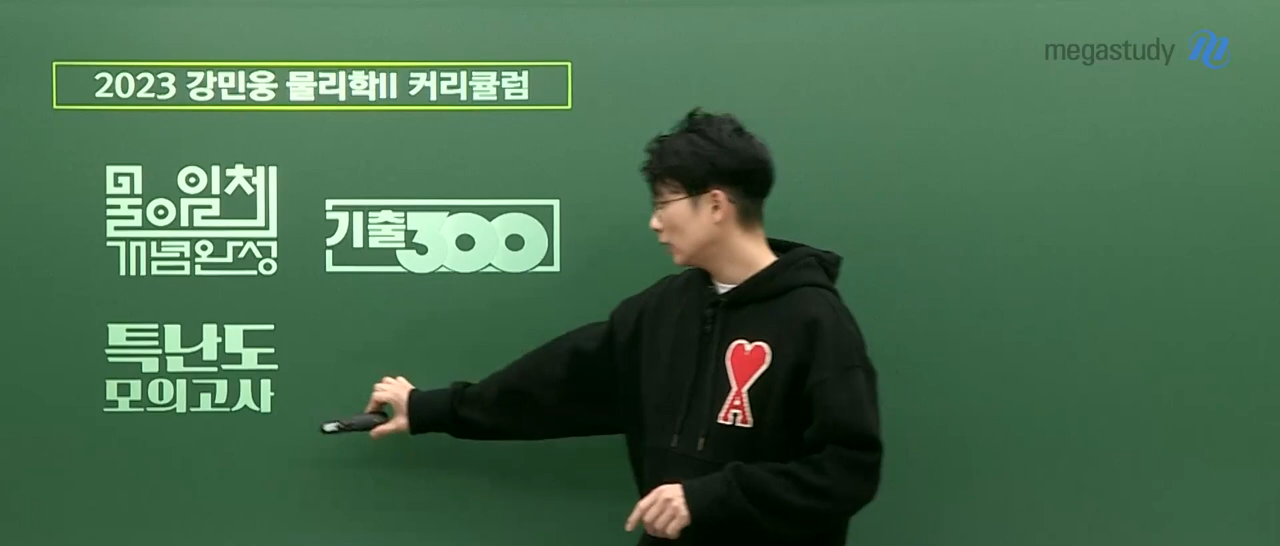 megastudy
2023 강민웅 물리학II 커리큘럼
물아일체
개념완성
기출300
특난도
모의고사
A